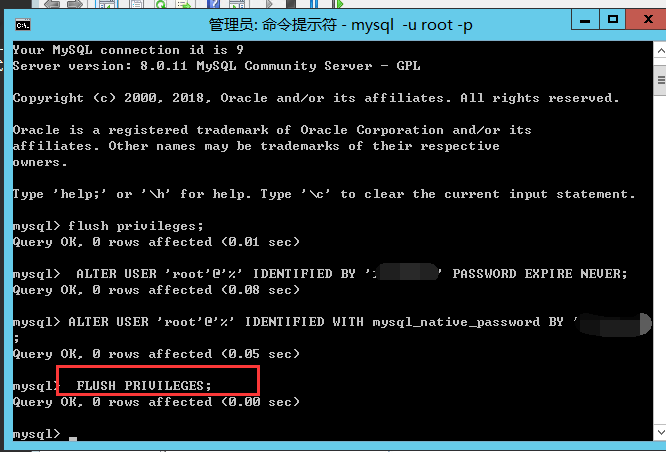 管理员: 命令提示符 - mysql  -u root -p
Your MySQL connection id is 9
Server version: 8.0.11 MySQL Community Server - GPL
Copyright (c) 2000, 2018, Oracle and/or its affiliates. All rights reserved.
Oracle is a registered trademark of Oracle Corporation and/or its
affiliates. Other names may be trademarks of their respective
owners.
Type 'help;' or '\h' for help. Type '\c' to clear the current input statement.
mysql> flush privileges;
Query OK, 0 rows affected (0.01 sec)
mysql>  ALTER USER 'root'@'%' IDENTIFIED BY '' PASSWORD EXPIRE NEVER;
Query OK, 0 rows affected (0.08 sec)
mysql> ALTER USER 'root'@'%' IDENTIFIED WITH mysql_native_password BY '
;
Query OK, 0 rows affected (0.05 sec)
mysql>  FLUSH PRIVILEGES;
Query OK, 0 rows affected (0.00 sec)
mysql>